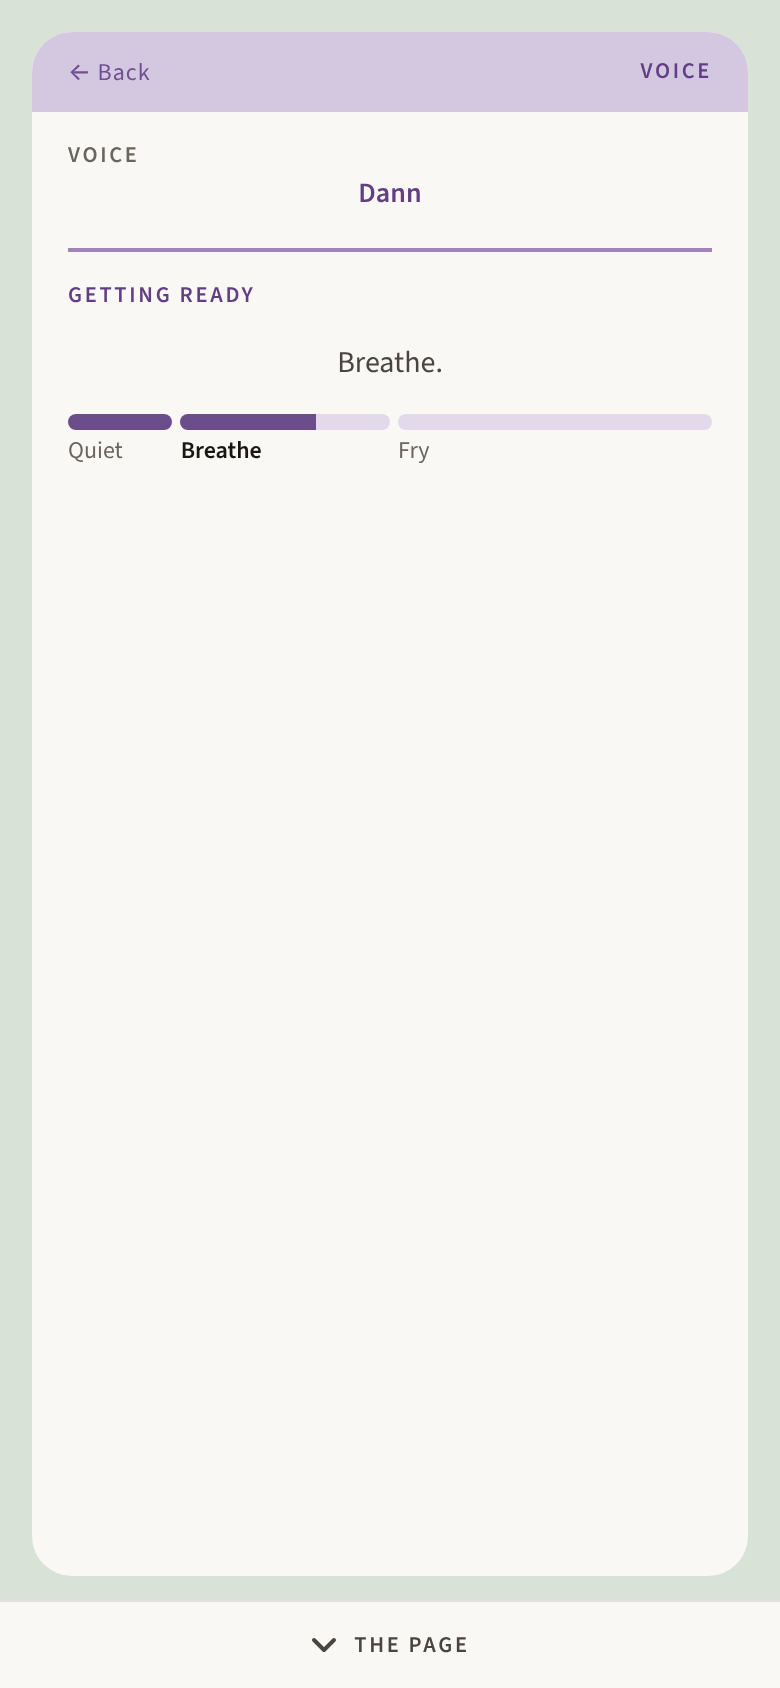 ← Back
VOICE
VOICE
Dann
GETTING READY
Breathe.
Quiet Breathe Fry
THE PAGE